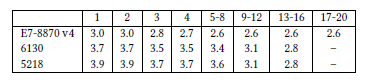 1 2 3 4 5-8 9-12 13-16 17-20
E7-8870 v4 3.0 3.0 2.8 2.7 2.6 2.6 2.6 2.6
6130 3.7 3.7 3.5 3.5 3.4 3.1 2.8 –
5218 3.9 3.9 3.7 3.7 3.6 3.1 2.8 –